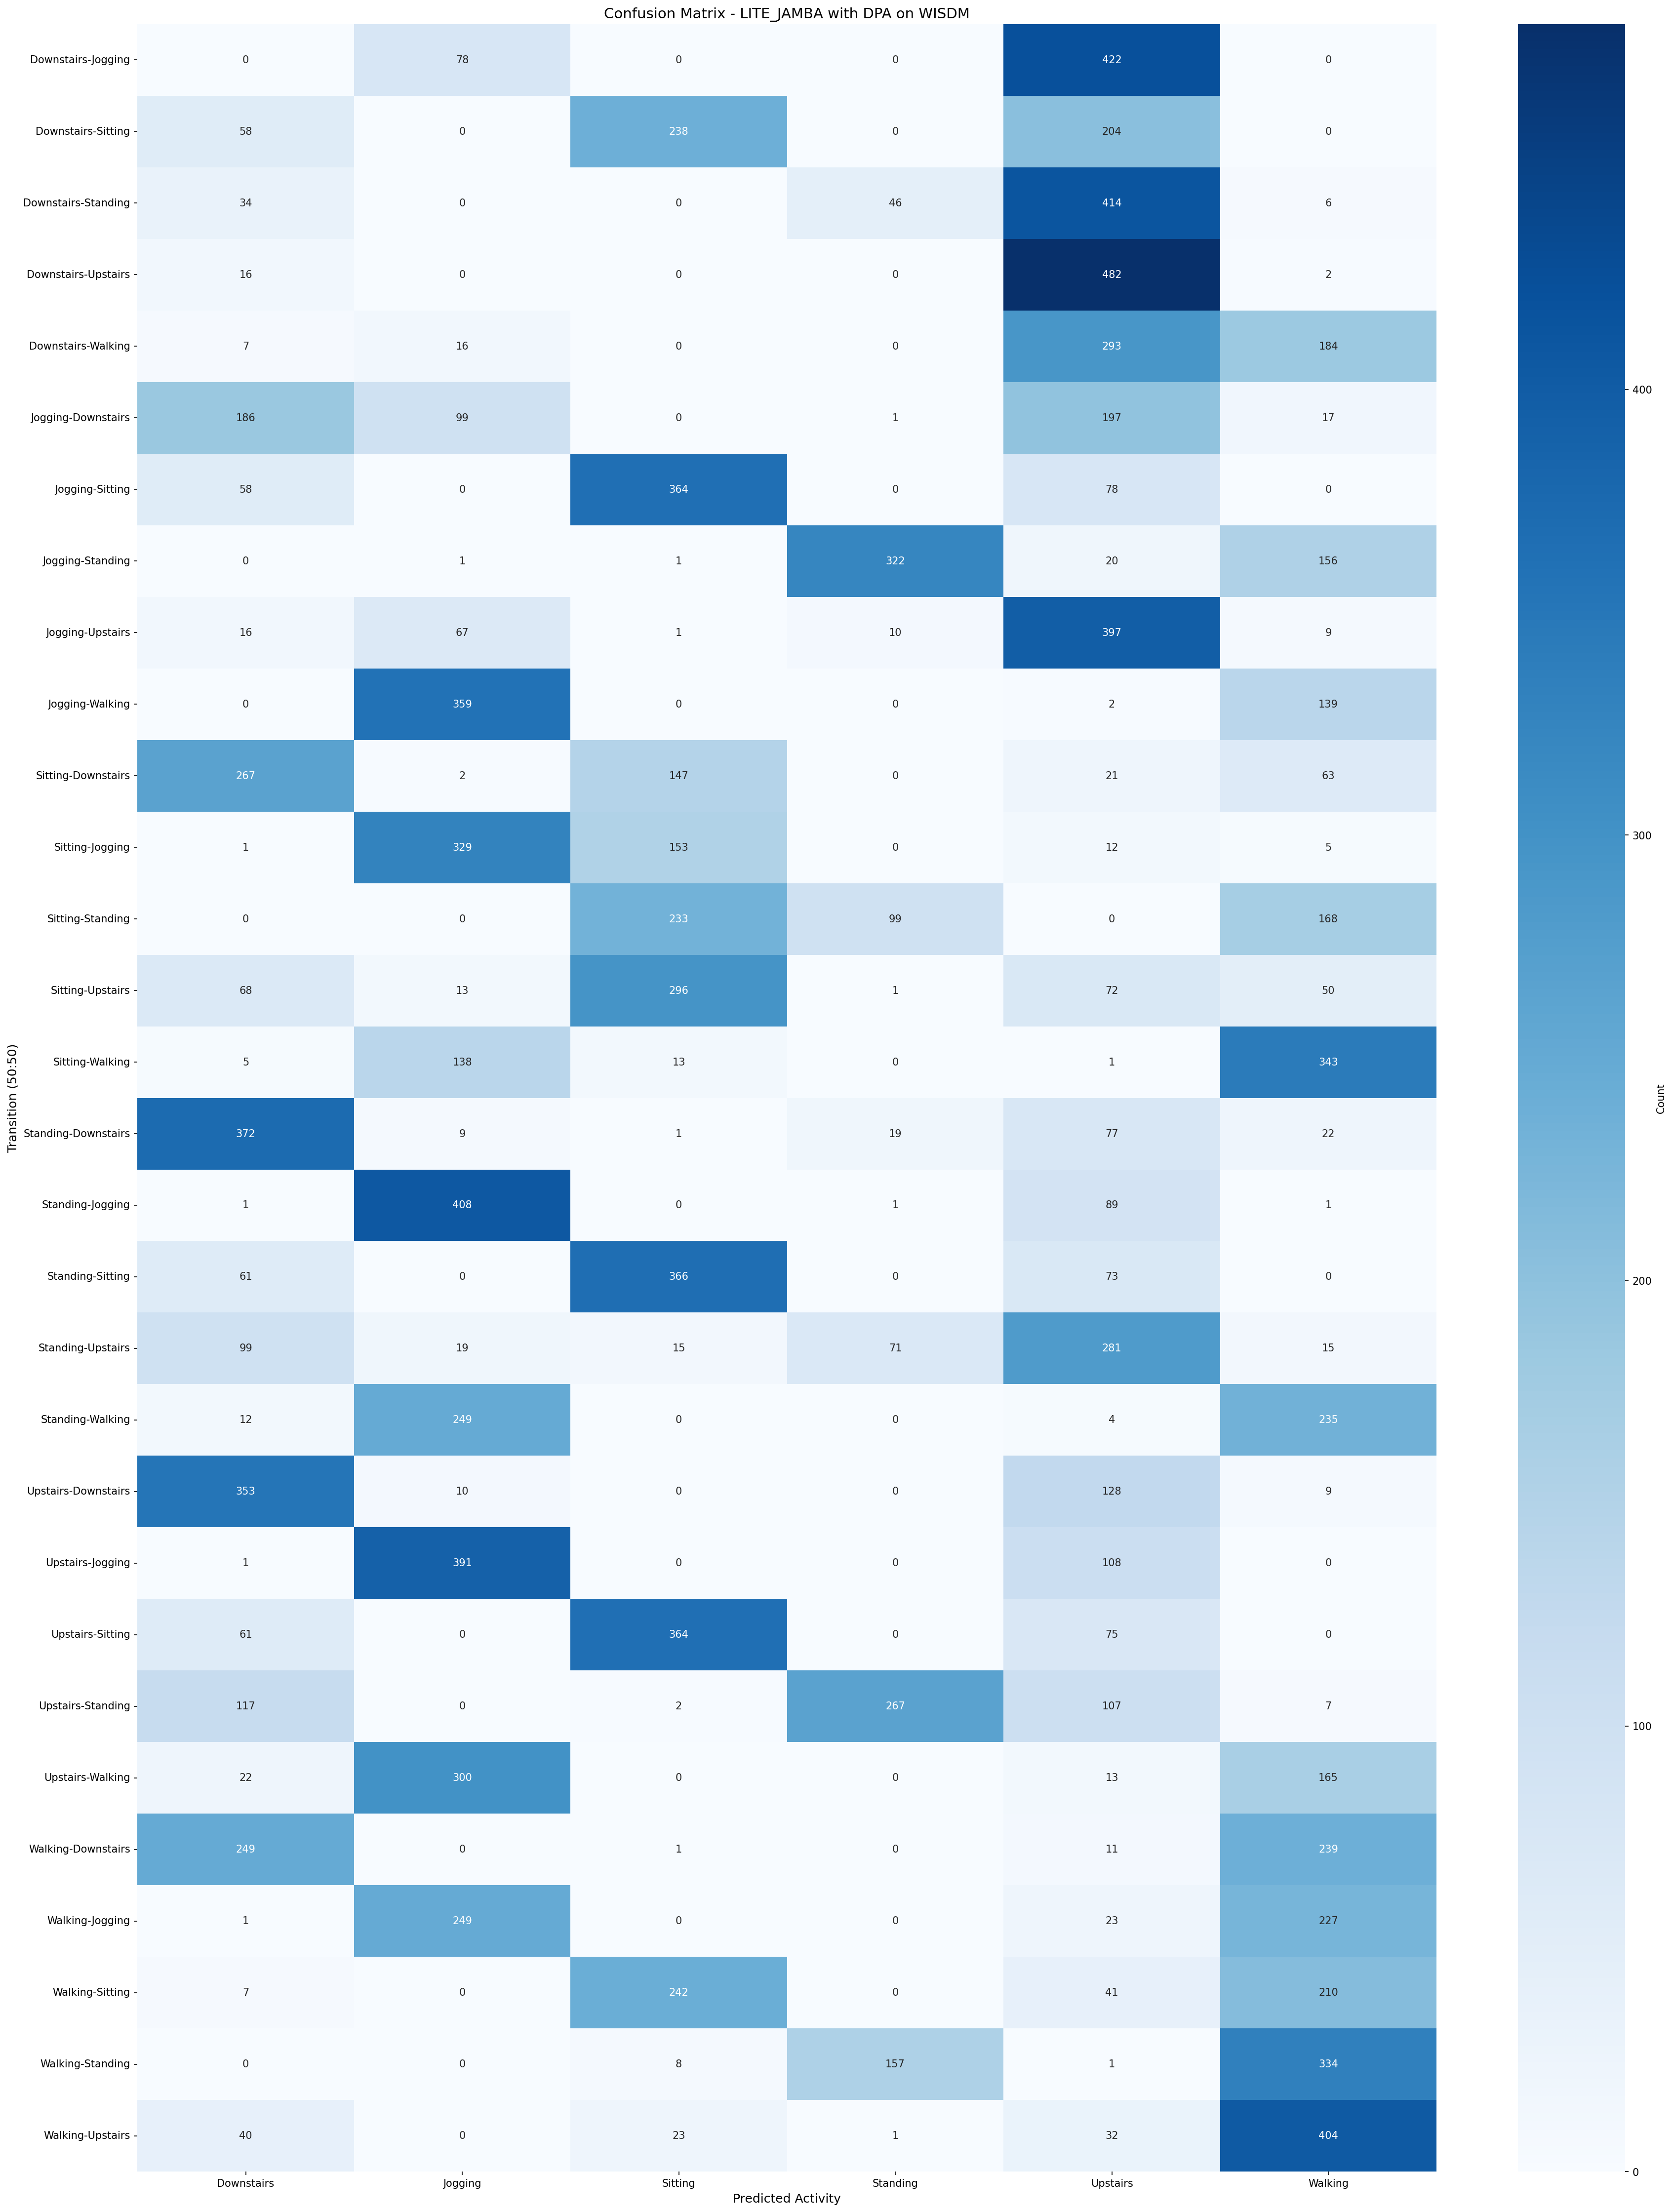 Confusion Matrix - LITE_JAMBA with DPA on WISDM
Downstairs-Jogging 0 78 0 0 422 0
Downstairs-Sitting 58 0 238 0 204 0
Downstairs-Standing 34 0 0 46 414 6
Downstairs-Upstairs 16 0 0 0 482 2
Downstairs-Walking 7 16 0 0 293 184
Jogging-Downstairs 186 99 0 1 197 17
Jogging-Sitting 58 0 364 0 78 0
Jogging-Standing 0 1 1 322 20 156
Jogging-Upstairs 16 67 1 10 397 9
Jogging-Walking 0 359 0 0 2 139
Sitting-Downstairs 267 2 147 0 21 63
Sitting-Jogging 1 329 153 0 12 5
Sitting-Standing 0 0 233 99 0 168
Sitting-Upstairs 68 13 296 1 72 50
Sitting-Walking 5 138 13 0 1 343
Standing-Downstairs 372 9 1 19 77 22
Standing-Jogging 1 408 0 1 89 1
Standing-Sitting 61 0 366 0 73 0
Standing-Upstairs 99 19 15 71 281 15
Standing-Walking 12 249 0 0 4 235
Upstairs-Downstairs 353 10 0 0 128 9
Upstairs-Jogging 1 391 0 0 108 0
Upstairs-Sitting 61 0 364 0 75 0
Upstairs-Standing 117 0 2 267 107 7
Upstairs-Walking 22 300 0 0 13 165
Walking-Downstairs 249 0 1 0 11 239
Walking-Jogging 1 249 0 0 23 227
Walking-Sitting 7 0 242 0 41 210
Walking-Standing 0 0 8 157 1 334
Walking-Upstairs 40 0 23 1 32 404
Downstairs Jogging Sitting Standing Upstairs Walking
Predicted Activity
Transition (50:50)
400
300
200
100
0
Count